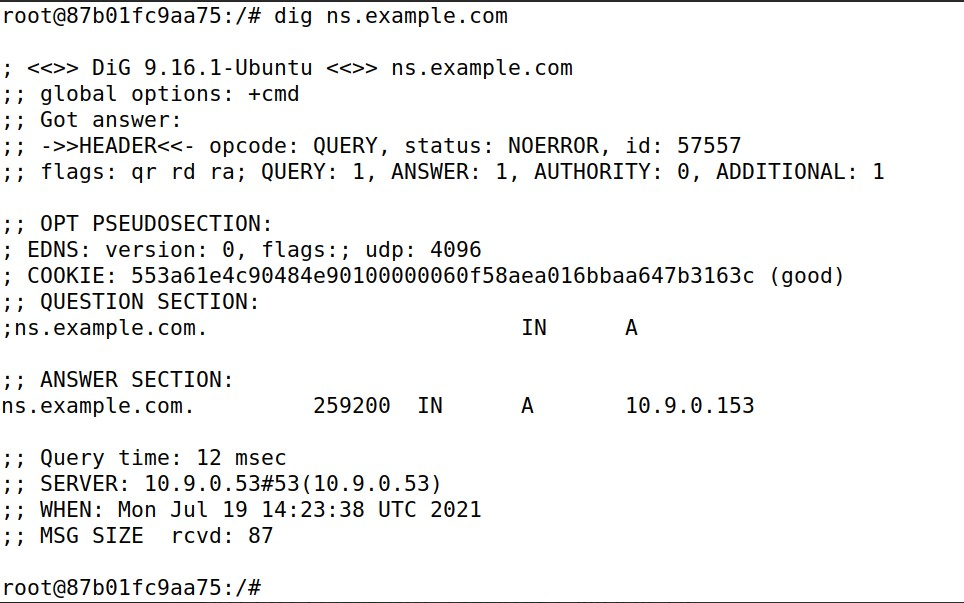 root@87b01fc9aa75:/# dig ns.example.com
; <<>> DiG 9.16.1-Ubuntu <<>> ns.example.com
;; global options: +cmd
;; Got answer:
;; ->>HEADER<<- opcode: QUERY, status: NOERROR, id: 57557
;; flags: qr rd ra; QUERY: 1, ANSWER: 1, AUTHORITY: 0, ADDITIONAL: 1
;; OPT PSEUDOSECTION:
; EDNS: version: 0, flags:; udp: 4096
; COOKIE: 553a61e4c90484e90100000060f58aea016bbaa647b3163c (good)
;; QUESTION SECTION:
;ns.example.com. IN A
;; ANSWER SECTION:
ns.example.com. 259200 IN A 10.9.0.153
;; Query time: 12 msec
;; SERVER: 10.9.0.53#53(10.9.0.53)
;; WHEN: Mon Jul 19 14:23:38 UTC 2021
;; MSG SIZE  rcvd: 87
root@87b01fc9aa75:/#